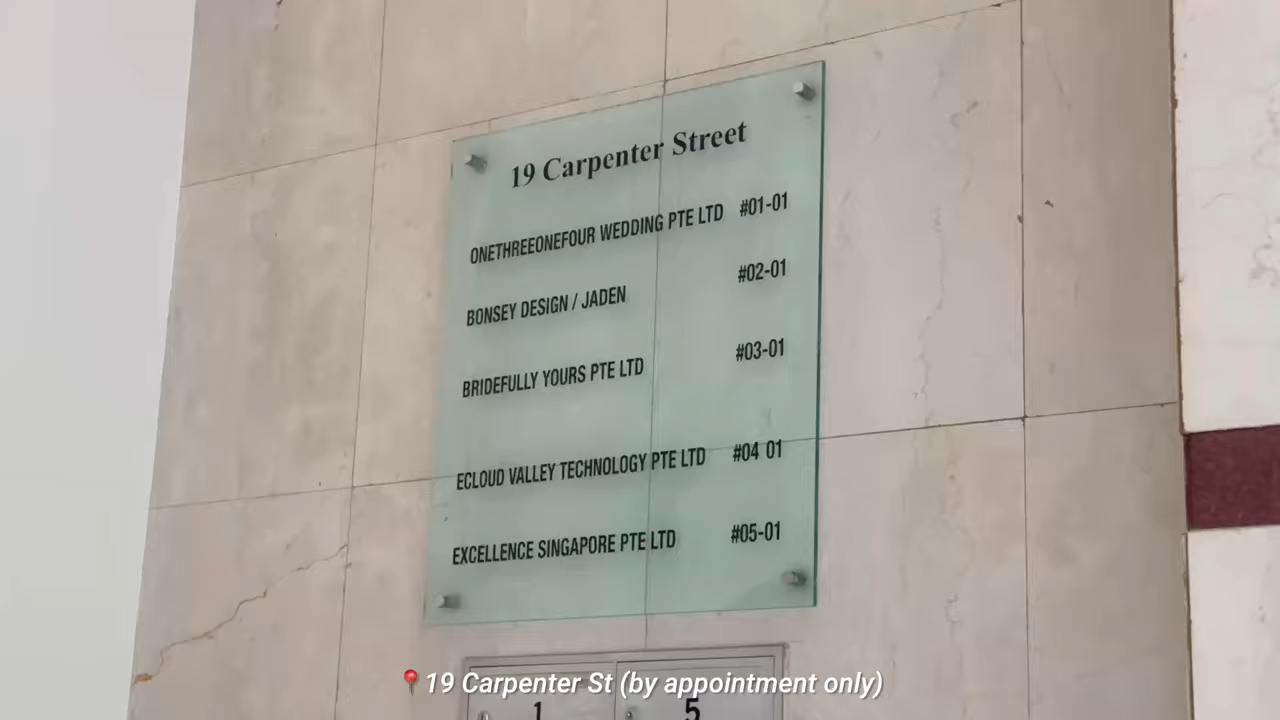 19 Carpenter Street
ONETHREEONEFOUR WEDDING PTE LTD #01-01
BONSEY DESIGN / JADEN #02-01
BRIDEFULLY YOURS PTE LTD #03-01
ECLOUD VALLEY TECHNOLOGY PTE LTD #04 01
EXCELLENCE SINGAPORE PTE LTD #05-01
1 5
📍19 Carpenter St (by appointment only)